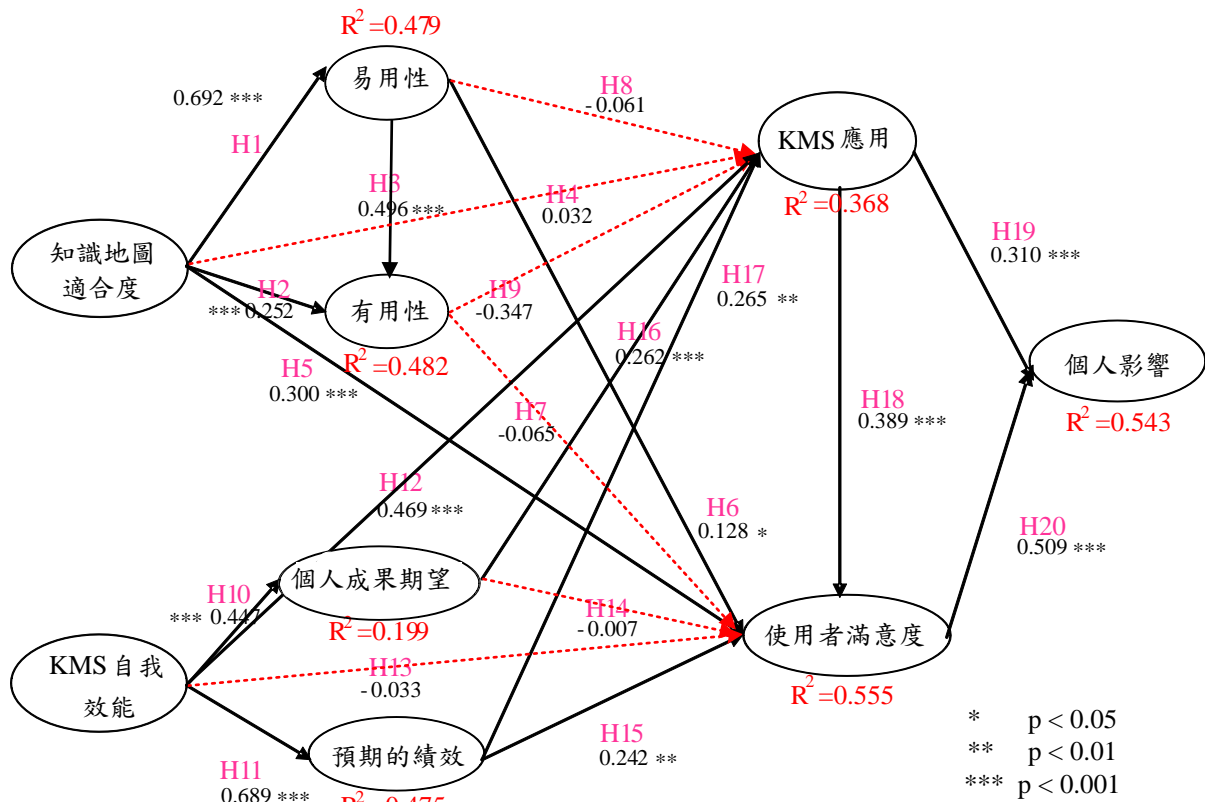 R² =0.479
易用性
H8
-0.061
0.692 ***
H1
KMS 應用
R² =0.368
H3
0.496 ***
H4
0.032
H19
0.310 ***
知識地圖
適合度
H2
*** 0.252
有用性
R² =0.482
H9
-0.347
H17
0.265 **
H16
0.262 ***
個人影響
R² =0.543
H5
0.300 ***
H7
-0.065
H18
0.389 ***
H12
0.469 ***
H6
0.128 *
H20
0.509 ***
H10
*** 0.447
個人成果期望
R² =0.199
H14
-0.007
使用者滿意度
R² =0.555
KMS 自我
效能
H13
-0.033
H15
0.242 **
預期的績效
H11
0.689 ***
R² =0.475
* p < 0.05
** p < 0.01
*** p < 0.001